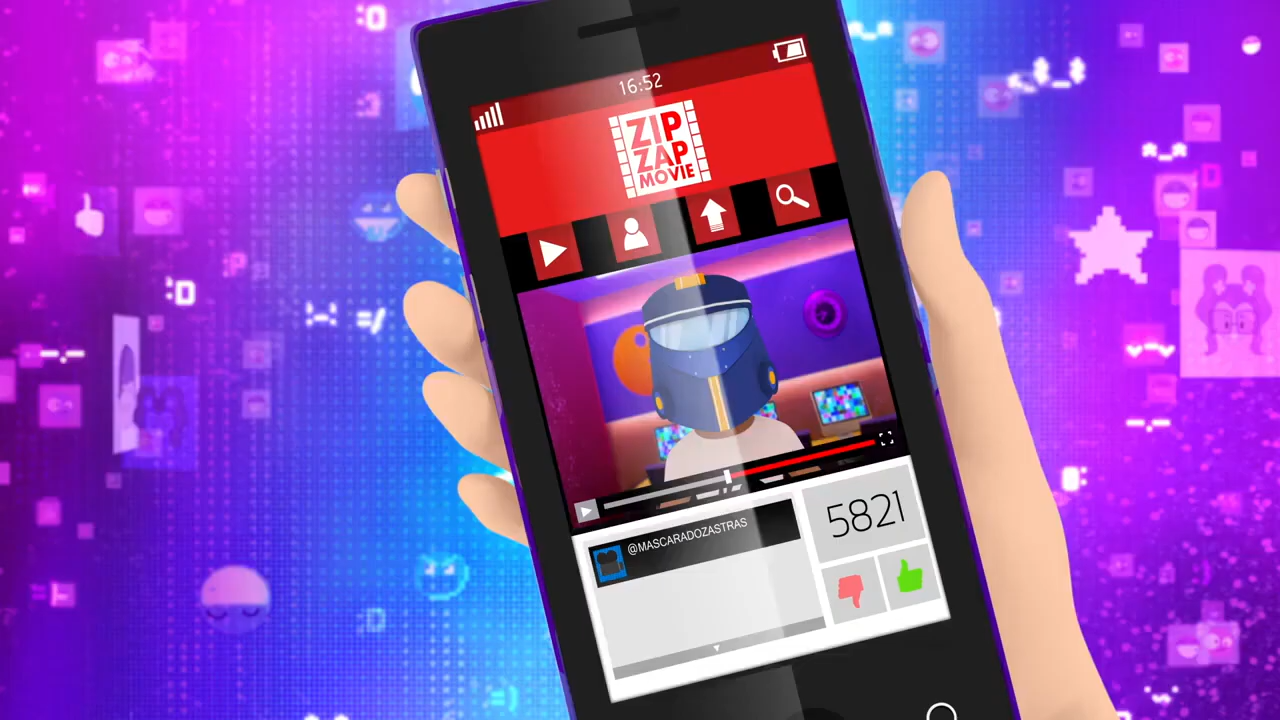 16:52
ZIP
ZAP
MOVIE
@MASCARADOZASTRAS
5821
:D
:D
=/
:P
:D
=)